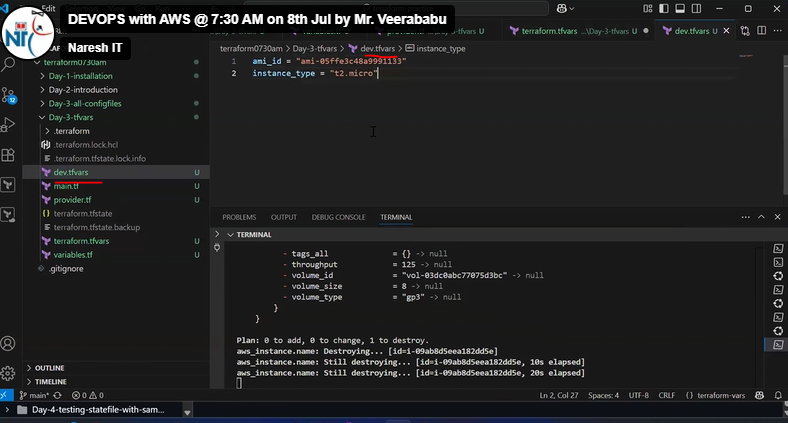 DEVOPS with AWS @ 7:30 AM on 8th Jul by Mr. Veerababu
Naresh IT
terraform.tfvars ...\Day-3-tfvars U
dev.tfvars U
terraform0730am > Day-3-tfvars > dev.tfvars > instance_type
terraform0730am
Day-1-installation
Day-2-introduction
Day-3-all-configfiles
Day-3-tfvars
.terraform
.terraform.lock.hcl U
.terraform.tfstate.lock.info
dev.tfvars U
main.tf U
provider.tf U
terraform.tfstate
terraform.tfstate.backup
terraform.tfvars U
variables.tf U
.gitignore
OUTLINE
TIMELINE
1 ami_id = "ami-05ffe3c48a9991133"
2 instance_type = "t2.micro"
PROBLEMS OUTPUT DEBUG CONSOLE TERMINAL
TERMINAL
- tags_all = {} -> null
- throughput = 125 -> null
- volume_id = "vol-03dc0abc77075d3bc" -> null
- volume_size = 8 -> null
- volume_type = "gp3" -> null
}
}
Plan: 0 to add, 0 to change, 1 to destroy.
aws_instance.name: Destroying... [id=i-09ab8d5eea182dd5e]
aws_instance.name: Still destroying... [id=i-09ab8d5eea182dd5e, 10s elapsed]
aws_instance.name: Still destroying... [id=i-09ab8d5eea182dd5e, 20s elapsed]
main* 0 0 Ln 2, Col 27 Spaces: 4 UTF-8 CRLF {} terraform-vars
Day-4-testing-statefile-with-sam...